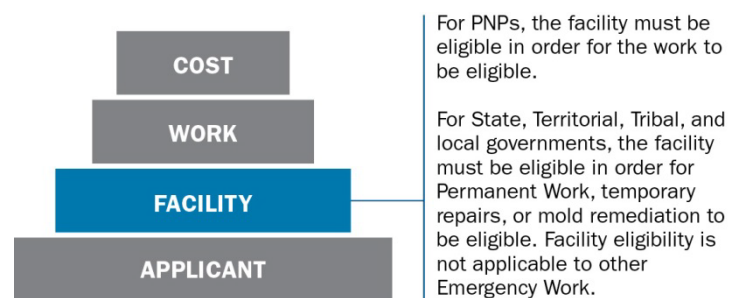 COST
WORK
FACILITY
APPLICANT
For PNPs, the facility must be
eligible in order for the work to
be eligible.
For State, Territorial, Tribal, and
local governments, the facility
must be eligible in order for
Permanent Work, temporary
repairs, or mold remediation to
be eligible. Facility eligibility is
not applicable to other
Emergency Work.